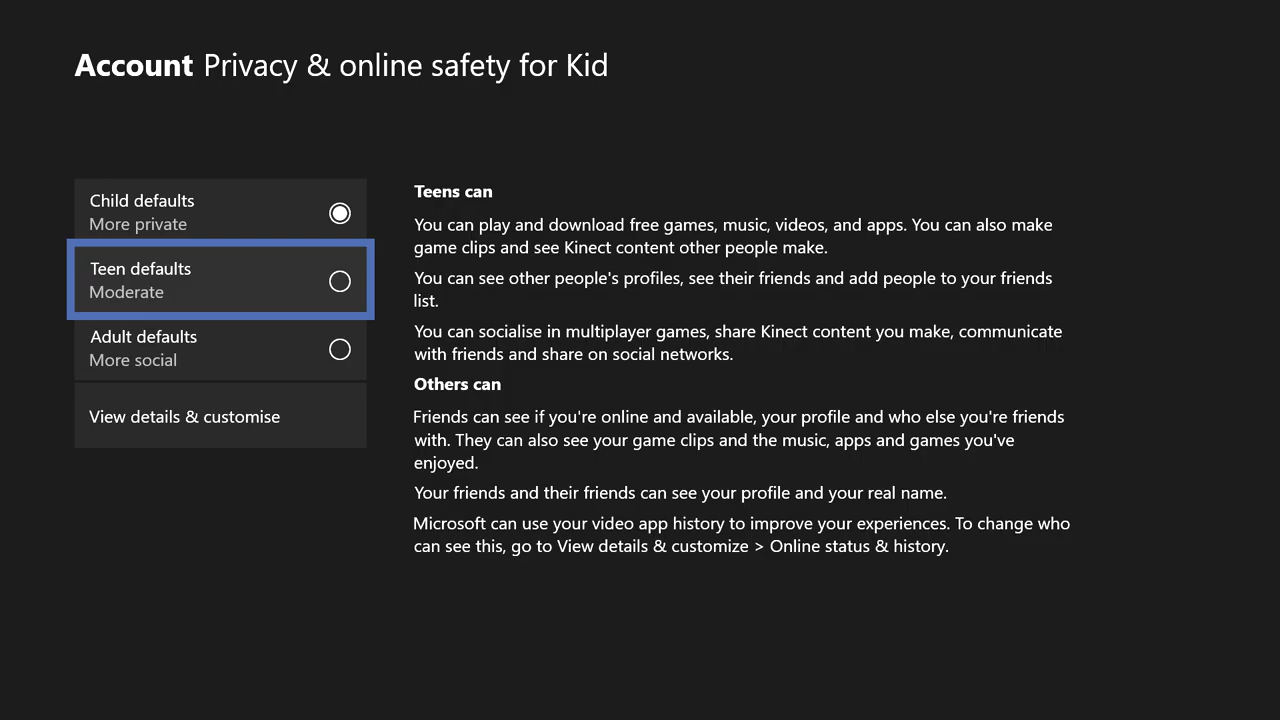 Account Privacy & online safety for Kid
Child defaults
More private
Teen defaults
Moderate
Adult defaults
More social
View details & customise
Teens can
You can play and download free games, music, videos, and apps. You can also make
game clips and see Kinect content other people make.
You can see other people's profiles, see their friends and add people to your friends
list.
You can socialise in multiplayer games, share Kinect content you make, communicate
with friends and share on social networks.
Others can
Friends can see if you're online and available, your profile and who else you're friends
with. They can also see your game clips and the music, apps and games you've
enjoyed.
Your friends and their friends can see your profile and your real name.
Microsoft can use your video app history to improve your experiences. To change who
can see this, go to View details & customize > Online status & history.